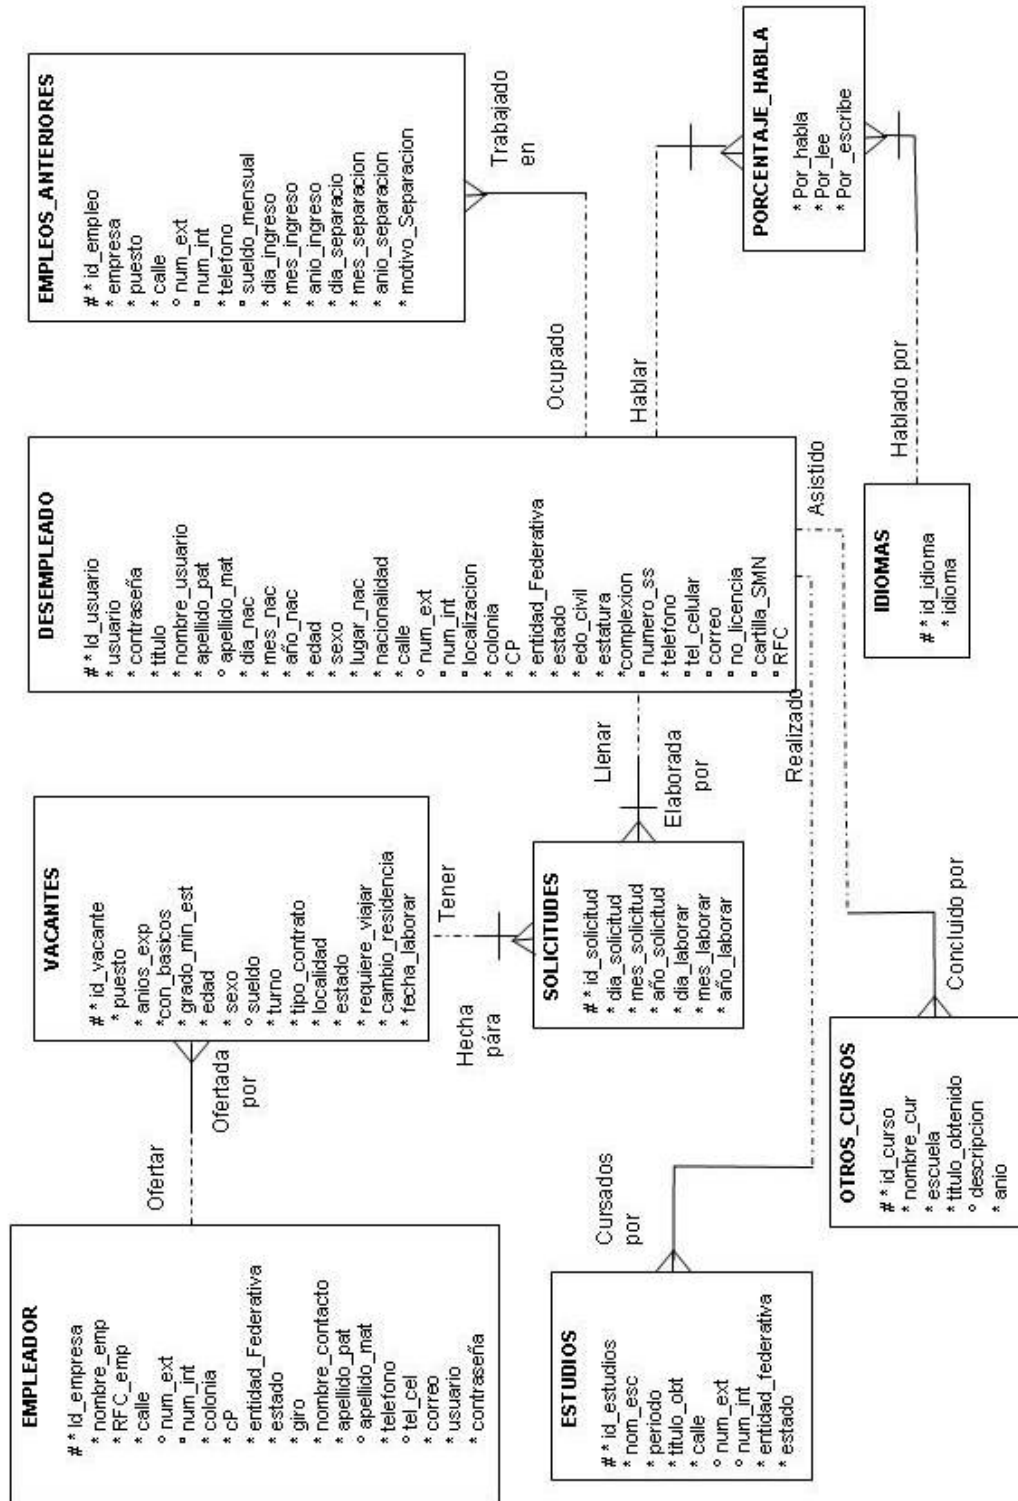 EMPLEADOR
# * Id_empresa
* nombre_emp
* RFC_emp
* calle
° num_ext
° num_int
* colonia
* cP
* entidad_Federativa
* estado
* giro
* nombre_contacto
* apellido_pat
° apellido_mat
* telefono
° tel_cel
* correo
* usuario
* contraseña
Ofertar
Ofertada
por
VACANTES
# * id_vacante
* puesto
* anios_exp
*con_basicos
* grado_min_est
* edad
* sexo
° sueldo
* turno
* tipo_contrato
* localidad
* estado
* requiere_viajar
* cambio_residencia
* fecha_laborar
Tener
Hecha
pára
SOLICITUDES
# * id_solicitud
* dia_solicitud
* mes_solicitud
* año_solicitud
* dia_laborar
* mes_laborar
* año_laborar
Llenar
Elaborada
por
DESEMPLEADO
# * Id_usuario
* usuario
* contraseña
* titulo
* nombre_usuario
* apellido_pat
° apellido_mat
* dia_nac
* mes_nac
* año_nac
* edad
* sexo
* lugar_nac
* nacionalidad
* calle
° num_ext
° num_int
° localizacion
* colonia
* CP
* entidad_Federativa
* estado
* edo_civil
* estatura
*complexion
° numero_ss
* telefono
° tel_celular
° correo
° no_licencia
° cartilla_SMN
° RFC
Ocupado
Trabajado
en
EMPLEOS_ANTERIORES
# * id_empleo
* empresa
* puesto
* calle
° num_ext
° num_int
* telefono
° sueldo_mensual
* dia_ingreso
* mes_ingreso
* anio_ingreso
* dia_separacio
* mes_separacion
* anio_separacion
* motivo_Separacion
Hablar
PORCENTAJE_HABLA
* Por_habla
* Por_lee
* Por _escribe
Hablado por
IDIOMAS
# * id_idioma
* idioma
Asistido
Realizado
Cursados
por
ESTUDIOS
# * id_estudios
* nom_esc
* periodo
* titulo_obt
* calle
° num_ext
° num_int
* entidad_federativa
* estado
Concluido por
OTROS_CURSOS
# * id_curso
* nombre_cur
* escuela
* titulo_obtenido
° descripcion
* anio